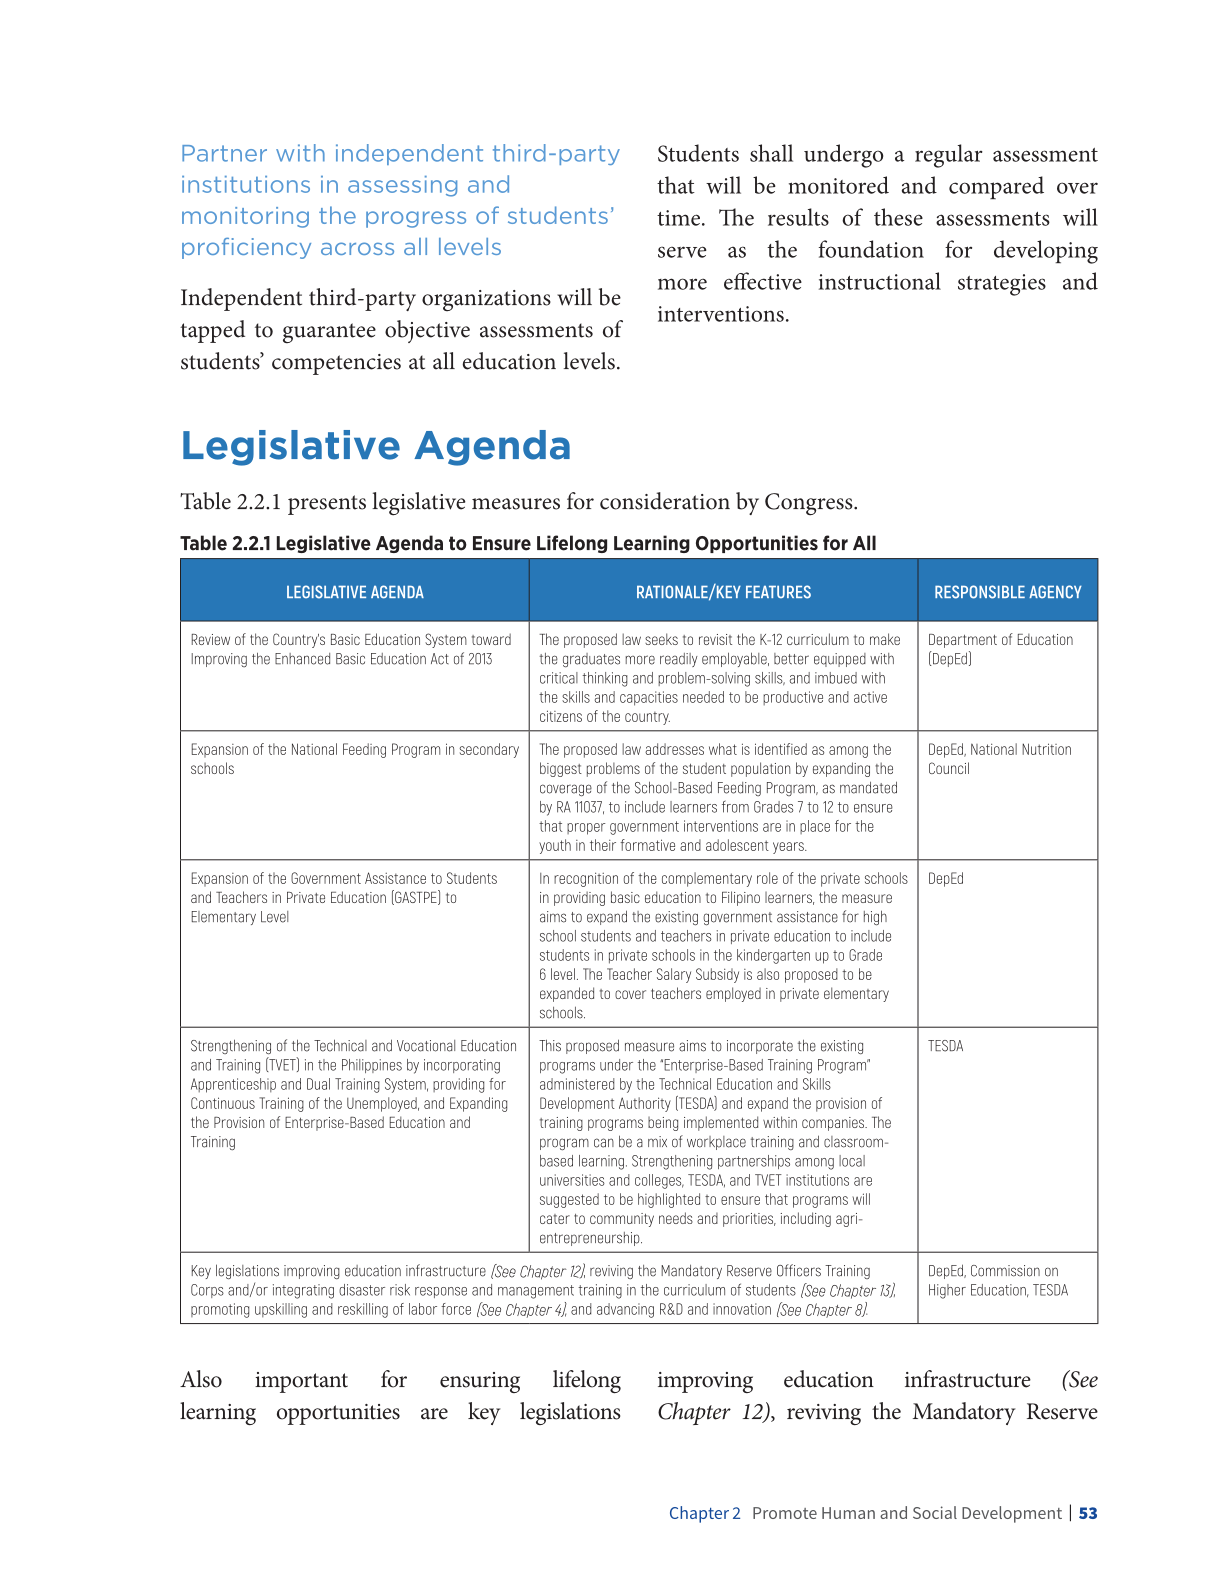 Partner with independent third-party
institutions in assessing and
monitoring the progress of students’
proficiency across all levels
Independent third-party organizations will be
tapped to guarantee objective assessments of
students’ competencies at all education levels.
Students shall undergo a regular assessment
that will be monitored and compared over
time. The results of these assessments will
serve as the foundation for developing
more effective instructional strategies and
interventions.
Legislative Agenda
Table 2.2.1 presents legislative measures for consideration by Congress.
Table 2.2.1 Legislative Agenda to Ensure Lifelong Learning Opportunities for All
LEGISLATIVE AGENDA
RATIONALE/KEY FEATURES
RESPONSIBLE AGENCY
Review of the Country’s Basic Education System toward
Improving the Enhanced Basic Education Act of 2013
The proposed law seeks to revisit the K-12 curriculum to make
the graduates more readily employable, better equipped with
critical thinking and problem-solving skills, and imbued with
the skills and capacities needed to be productive and active
citizens of the country.
Department of Education
(DepEd)
Expansion of the National Feeding Program in secondary
schools
The proposed law addresses what is identified as among the
biggest problems of the student population by expanding the
coverage of the School-Based Feeding Program, as mandated
by RA 11037, to include learners from Grades 7 to 12 to ensure
that proper government interventions are in place for the
youth in their formative and adolescent years.
DepEd, National Nutrition
Council
Expansion of the Government Assistance to Students
and Teachers in Private Education (GASTPE) to
Elementary Level
In recognition of the complementary role of the private schools
in providing basic education to Filipino learners, the measure
aims to expand the existing government assistance for high
school students and teachers in private education to include
students in private schools in the kindergarten up to Grade
6 level. The Teacher Salary Subsidy is also proposed to be
expanded to cover teachers employed in private elementary
schools.
DepEd
Strengthening of the Technical and Vocational Education
and Training (TVET) in the Philippines by incorporating
Apprenticeship and Dual Training System, providing for
Continuous Training of the Unemployed, and Expanding
the Provision of Enterprise-Based Education and
Training
This proposed measure aims to incorporate the existing
programs under the “Enterprise-Based Training Program”
administered by the Technical Education and Skills
Development Authority (TESDA) and expand the provision of
training programs being implemented within companies. The
program can be a mix of workplace training and classroom-
based learning. Strengthening partnerships among local
universities and colleges, TESDA, and TVET institutions are
suggested to be highlighted to ensure that programs will
cater to community needs and priorities, including agri-
entrepreneurship.
TESDA
Key legislations improving education infrastructure (See Chapter 12), reviving the Mandatory Reserve Officers Training
Corps and/or integrating disaster risk response and management training in the curriculum of students (See Chapter 13),
promoting upskilling and reskilling of labor force (See Chapter 4), and advancing R&D and innovation (See Chapter 8).
DepEd, Commission on
Higher Education, TESDA
Also important for ensuring lifelong
learning opportunities are key legislations
improving education infrastructure (See
Chapter 12), reviving the Mandatory Reserve
Chapter 2 Promote Human and Social Development | 53